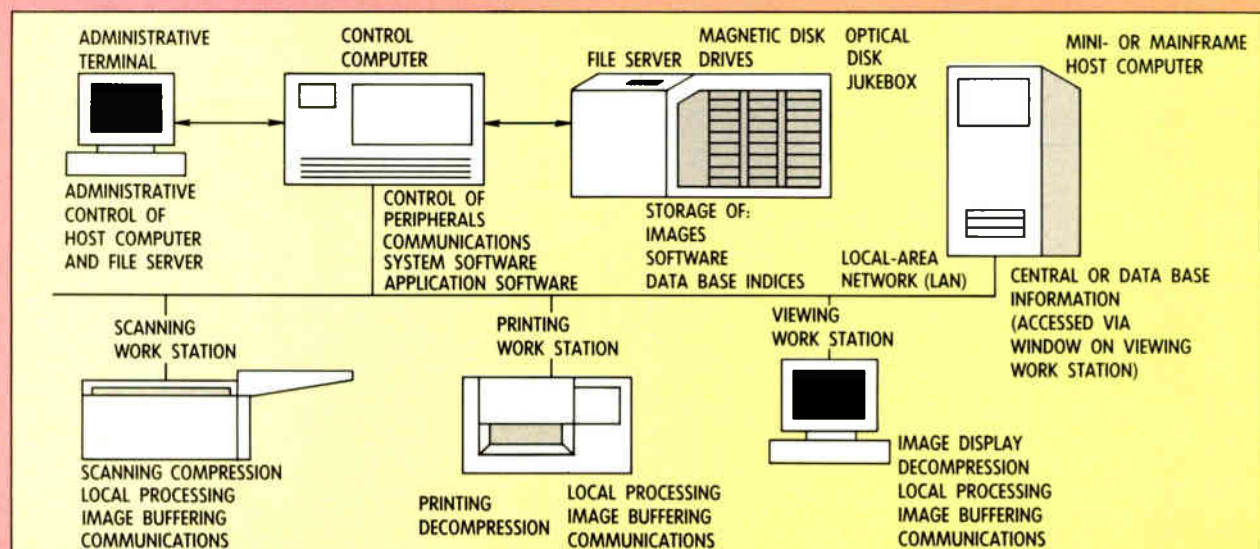 ADMINISTRATIVE
TERMINAL
CONTROL
COMPUTER
FILE SERVER
MAGNETIC DISK
DRIVES
OPTICAL
DISK
JUKEBOX
MINI- OR MAINFRAME
HOST COMPUTER
ADMINISTRATIVE
CONTROL OF
HOST COMPUTER
AND FILE SERVER
CONTROL OF
PERIPHERALS
COMMUNICATIONS
SYSTEM SOFTWARE
APPLICATION SOFTWARE
STORAGE OF:
IMAGES
SOFTWARE
DATA BASE INDICES
LOCAL-AREA
NETWORK (LAN)
CENTRAL OR DATA BASE
INFORMATION
(ACCESSED VIA
WINDOW ON VIEWING
WORK STATION)
SCANNING
WORK STATION
PRINTING
WORK STATION
VIEWING
WORK STATION
SCANNING COMPRESSION
LOCAL PROCESSING
IMAGE BUFFERING
COMMUNICATIONS
PRINTING
DECOMPRESSION
LOCAL PROCESSING
IMAGE BUFFERING
COMMUNICATIONS
IMAGE DISPLAY
DECOMPRESSION
LOCAL PROCESSING
IMAGE BUFFERING
COMMUNICATIONS